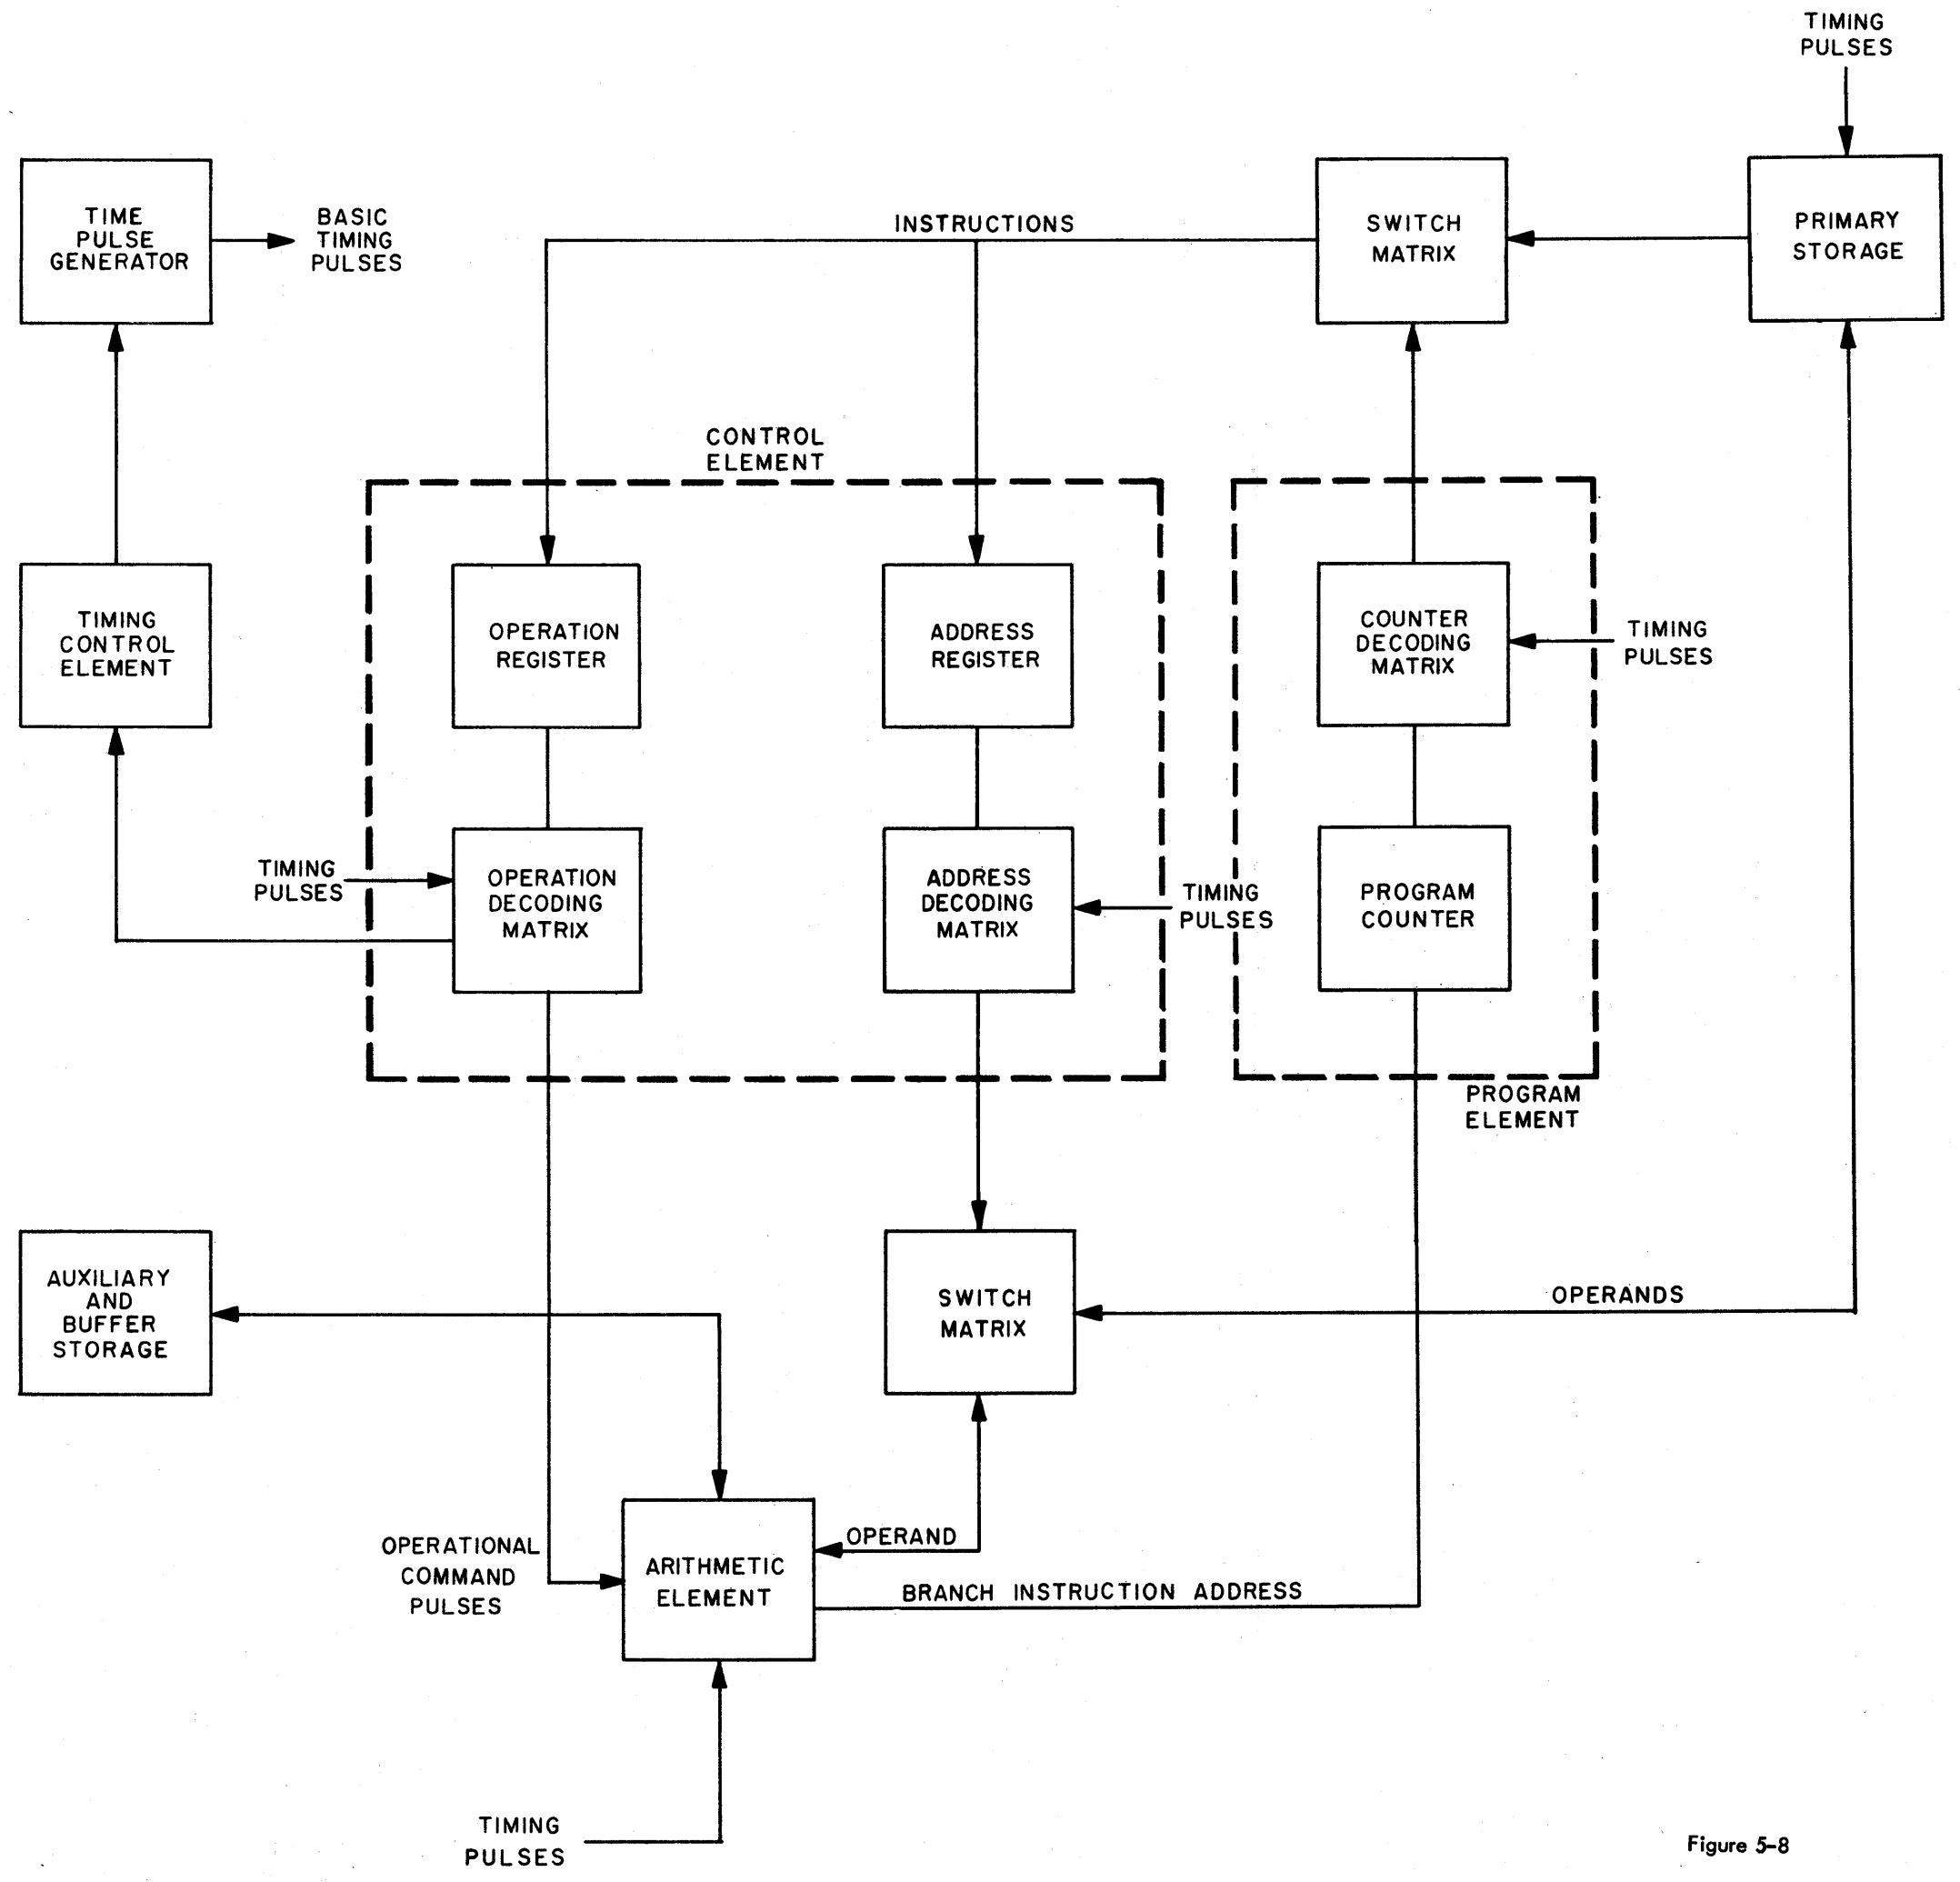 TIMING
PULSES
TIME
PULSE
GENERATOR
BASIC
TIMING
PULSES
INSTRUCTIONS
SWITCH
MATRIX
PRIMARY
STORAGE
CONTROL
ELEMENT
TIMING
CONTROL
ELEMENT
OPERATION
REGISTER
ADDRESS
REGISTER
COUNTER
DECODING
MATRIX
TIMING
PULSES
TIMING
PULSES
OPERATION
DECODING
MATRIX
ADDRESS
DECODING
MATRIX
TIMING
PULSES
PROGRAM
COUNTER
PROGRAM
ELEMENT
AUXILIARY
AND
BUFFER
STORAGE
SWITCH
MATRIX
OPERANDS
OPERATIONAL
COMMAND
PULSES
ARITHMETIC
ELEMENT
OPERAND
BRANCH INSTRUCTION ADDRESS
TIMING
PULSES
Figure 5-8